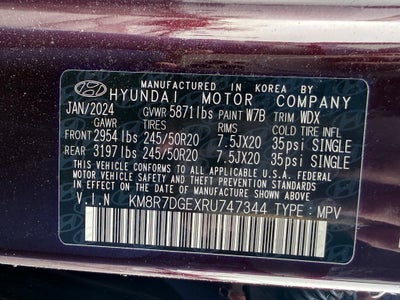 MANUFACTURED IN KOREA BY
HYUNDAI MOTOR COMPANY
JAN/2024 GVWR 5871lbs PAINT W7B TRIM WDX
GAWR TIRES RIMS COLD TIRE INFL
FRONT 2954 lbs 245/50R20 7.5JX20 35psi SINGLE
REAR 3197 lbs 245/50R20 7.5JX20 35psi SINGLE
THIS VEHICLE CONFORMS TO ALL APPLICABLE U.S.A. FEDERAL
MOTOR VEHICLE SAFETY STANDARDS IN EFFECT ON THE
DATE OF MANUFACTURE SHOWN ABOVE.
V.I.N KM8R7DGEXRU747344 TYPE: MPV